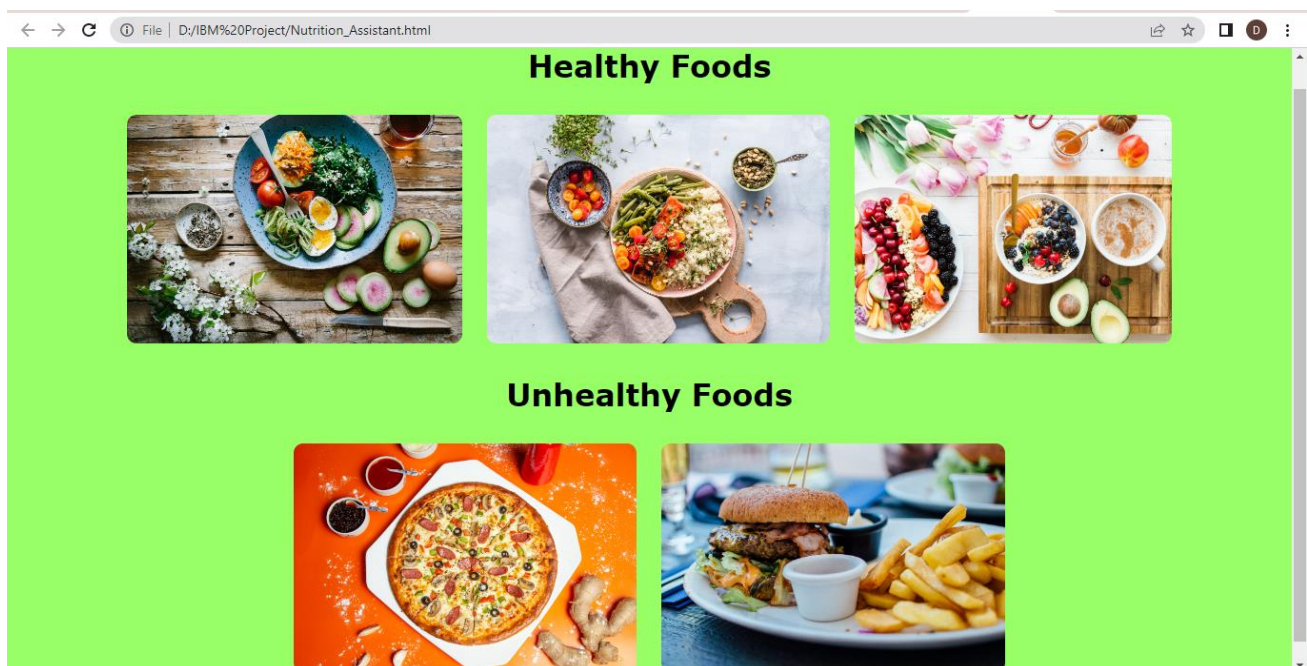 File | D:/IBM%20Project/Nutrition_Assistant.html
D
Healthy Foods
Unhealthy Foods